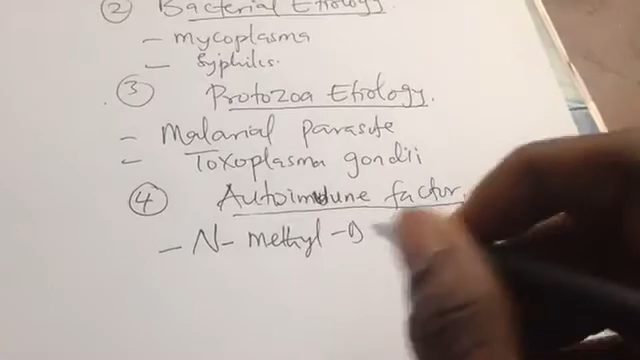 ② Bacterial Etiology.
- mycoplasma
- Syphilis.
③ Protozoa Etiology.
- Malarial parasite
- Toxoplasma gondii
④ Autoimmune factor.
- N- methyl -D